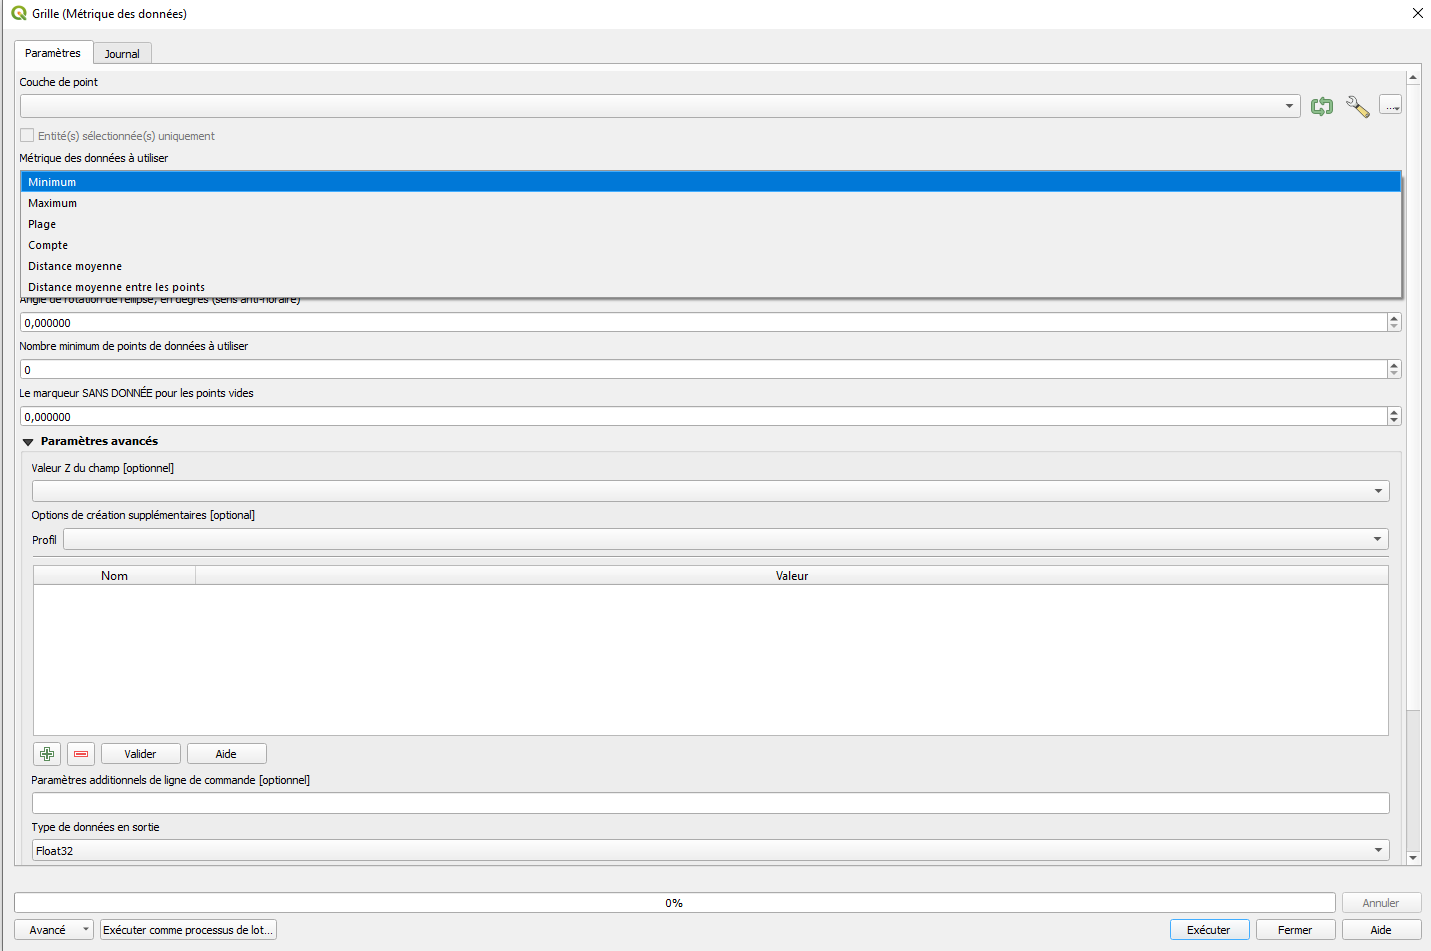 Grille (Métrique des données)
Paramètres
Journal
Couche de point
...
Entité(s) sélectionnée(s) uniquement
Métrique des données à utiliser
Minimum
Maximum
Plage
Compte
Distance moyenne
Distance moyenne entre les points
Angle de rotation de l'ellipse, en degrés (sens anti-horaire)
0,000000
Nombre minimum de points de données à utiliser
0
Le marqueur SANS DONNÉE pour les points vides
0,000000
Paramètres avancés
Valeur Z du champ [optionnel]
Options de création supplémentaires [optional]
Profil
Nom Valeur
Valider Aide
Paramètres additionnels de ligne de commande [optionnel]
Type de données en sortie
Float32
0%
Annuler
Avancé
Exécuter comme processus de lot...
Exécuter
Fermer
Aide